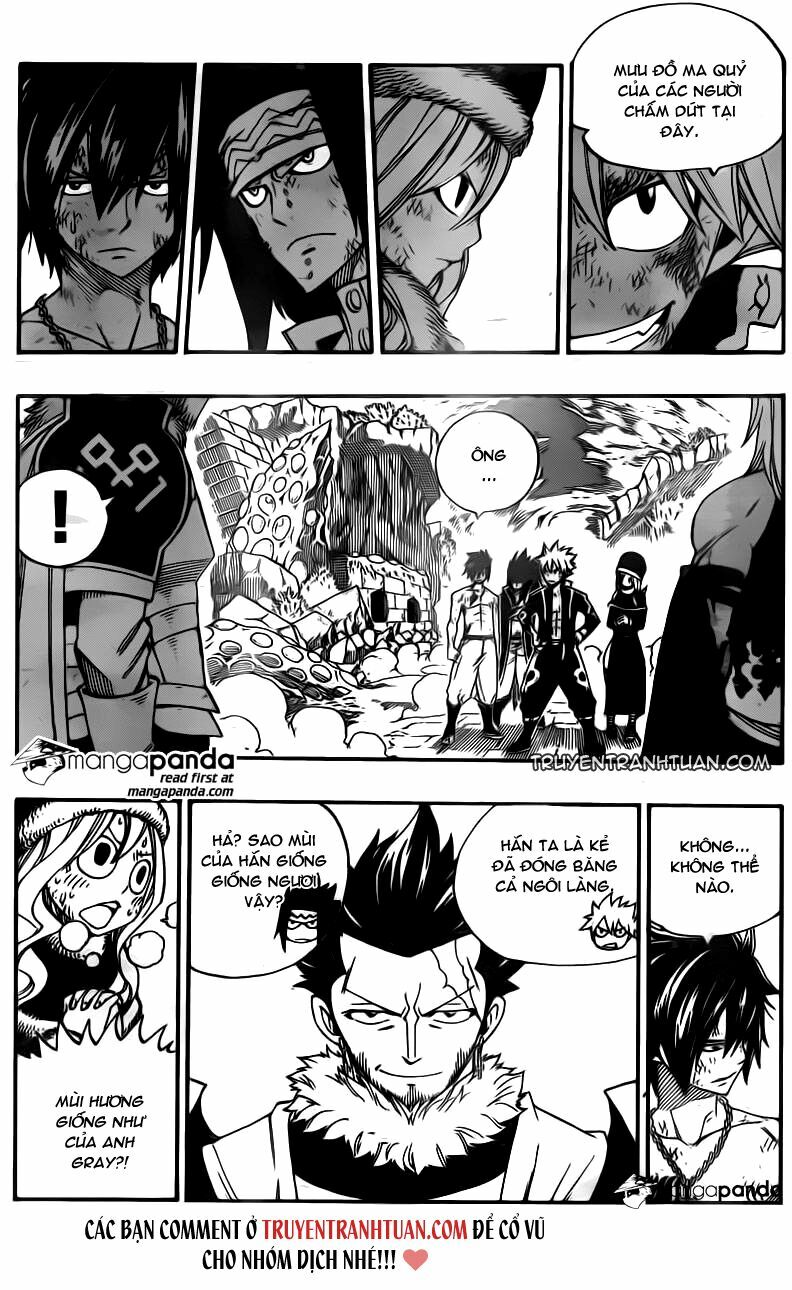 MƯU ĐỒ MA QUỶ
CỦA CÁC NGƯƠI
CHẤM DỨT TẠI
ĐÂY.
!
ÔNG
...
mangapanda
read first at
mangapanda.com
TRUYENTRANHTUAN.COM
KHÔNG...
KHÔNG THỂ
NÀO.
HẮN TA LÀ KẺ
ĐÃ ĐÓNG BĂNG
CẢ NGÔI LÀNG
HẢ? SAO MÙI
CỦA HẮN GIỐNG
GIỐNG NGƯƠI
VẬY?
MÙI HƯƠNG
GIỐNG NHƯ
CỦA ANH
GRAY?!
mangapanda
CÁC BẠN COMMENT Ở TRUYENTRANHTUAN.COM ĐỂ CỔ VŨ
CHO NHÓM DỊCH NHÉ!!! ❤